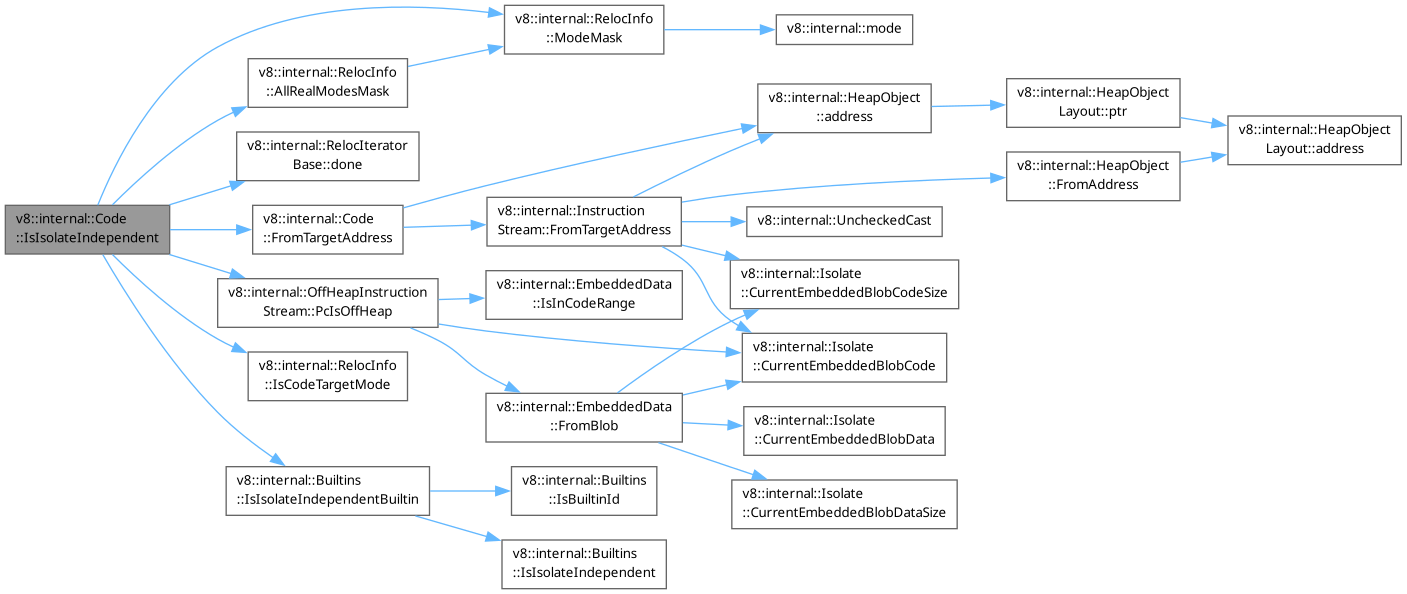 v8::internal::Code
::IsIsolateIndependent
v8::internal::RelocInfo
::ModeMask
v8::internal::mode
v8::internal::RelocInfo
::AllRealModesMask
v8::internal::RelocIterator
Base::done
v8::internal::Code
::FromTargetAddress
v8::internal::HeapObject
::address
v8::internal::HeapObject
Layout::ptr
v8::internal::HeapObject
Layout::address
v8::internal::Instruction
Stream::FromTargetAddress
v8::internal::HeapObject
::FromAddress
v8::internal::UncheckedCast
v8::internal::Isolate
::CurrentEmbeddedBlobCodeSize
v8::internal::Isolate
::CurrentEmbeddedBlobCode
v8::internal::OffHeapInstruction
Stream::PcIsOffHeap
v8::internal::EmbeddedData
::IsInCodeRange
v8::internal::EmbeddedData
::FromBlob
v8::internal::Isolate
::CurrentEmbeddedBlobData
v8::internal::Isolate
::CurrentEmbeddedBlobDataSize
v8::internal::RelocInfo
::IsCodeTargetMode
v8::internal::Builtins
::IsIsolateIndependentBuiltin
v8::internal::Builtins
::IsBuiltinId
v8::internal::Builtins
::IsIsolateIndependent